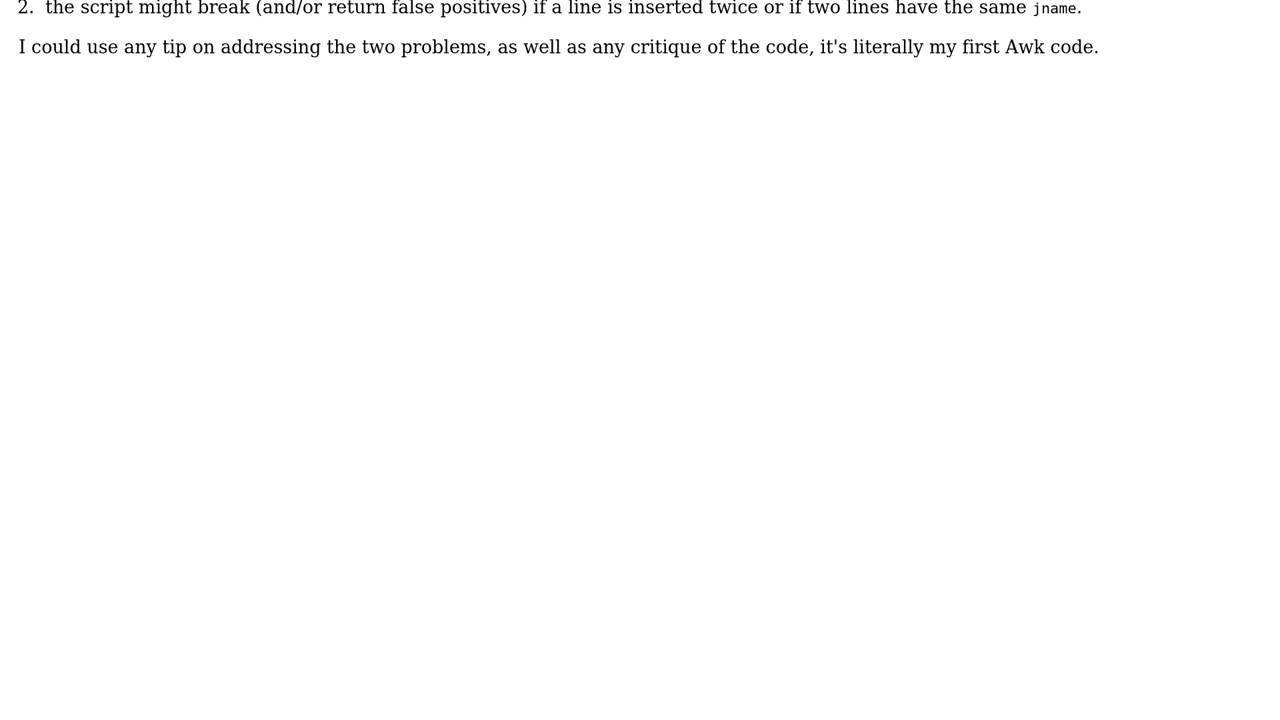 2. the script might break (and/or return false positives) if a line is inserted twice or if two lines have the same jname.
I could use any tip on addressing the two problems, as well as any critique of the code, it's literally my first Awk code.